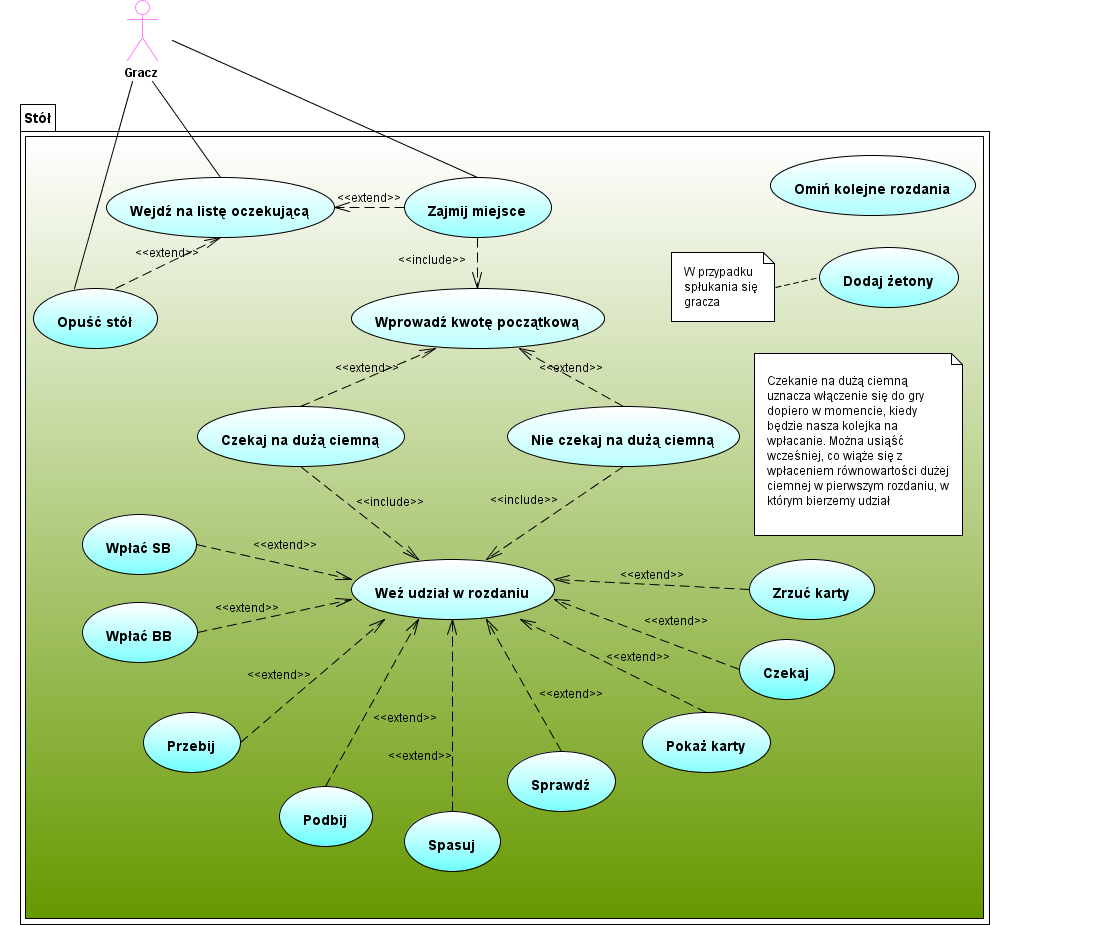 Gracz
Stół
Wejdź na listę oczekującą
<<extend>>
Zajmij miejsce
Omiń kolejne rozdania
<<extend>>
<<include>>
W przypadku
spłukania się
gracza
Dodaj żetony
Opuść stół
Wprowadź kwotę początkową
<<extend>>
<<extend>>
Czekanie na dużą ciemną
uznacza włączenie się do gry
dopiero w momencie, kiedy
będzie nasza kolejka na
wpłacanie. Można usiąść
wcześniej, co wiąże się z
wpłaceniem równowartości dużej
ciemnej w pierwszym rozdaniu, w
którym bierzemy udział
Czekaj na dużą ciemną
Nie czekaj na dużą ciemną
<<include>>
<<include>>
Wpłać SB
<<extend>>
Weź udział w rozdaniu
<<extend>>
Zrzuć karty
Wpłać BB
<<extend>>
<<extend>>
Czekaj
<<extend>>
<<extend>>
Przebij
<<extend>>
<<extend>>
Pokaż karty
<<extend>>
Sprawdź
Podbij
Spasuj